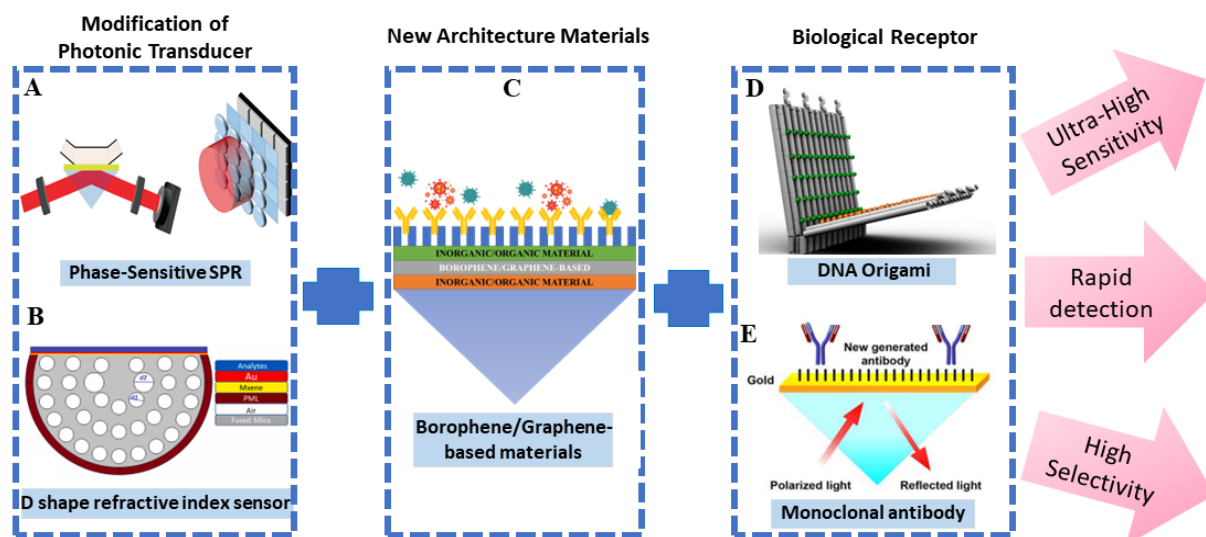 Modification of
Photonic Transducer
A
Phase-Sensitive SPR
B
d2
d1
Analytes
Au
Mxene
PML
Air
Fused Silica
D shape refractive index sensor
New Architecture Materials
C
INORGANIC/ORGANIC MATERIAL
BOROPHENE/GRAPHENE-BASED
INORGANIC/ORGANIC MATERIAL
Borophene/Graphene-
based materials
Biological Receptor
D
DNA Origami
E
New generated
antibody
Gold
Polarized light
Reflected light
Monoclonal antibody
Ultra-High
Sensitivity
Rapid
detection
High
Selectivity